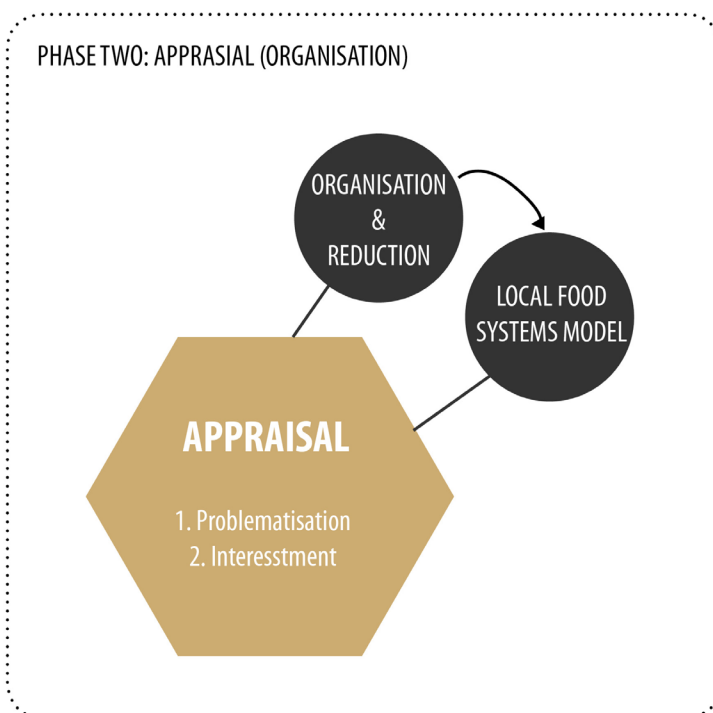 PHASE TWO: APPRASIAL (ORGANISATION)
ORGANISATION
&
REDUCTION
LOCAL FOOD
SYSTEMS MODEL
APPRAISAL
1. Problematisation
2. Interesstment